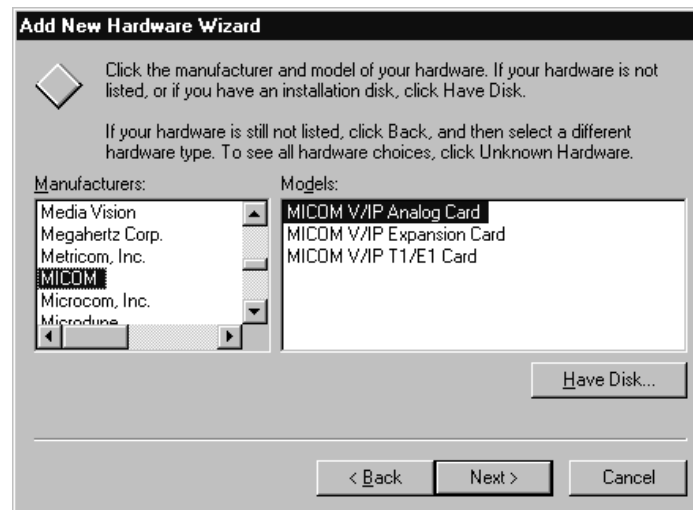 Add New Hardware Wizard
Click the manufacturer and model of your hardware. If your hardware is not
listed, or if you have an installation disk, click Have Disk.
If your hardware is still not listed, click Back, and then select a different
hardware type. To see all hardware choices, click Unknown Hardware.
Manufacturers:
Models:
Media Vision
Megahertz Corp.
Metricom, Inc.
MICOM
Microcom, Inc.
Microdyne
MICOM V/IP Analog Card
MICOM V/IP Expansion Card
MICOM V/IP T1/E1 Card
Have Disk...
< Back
Next >
Cancel